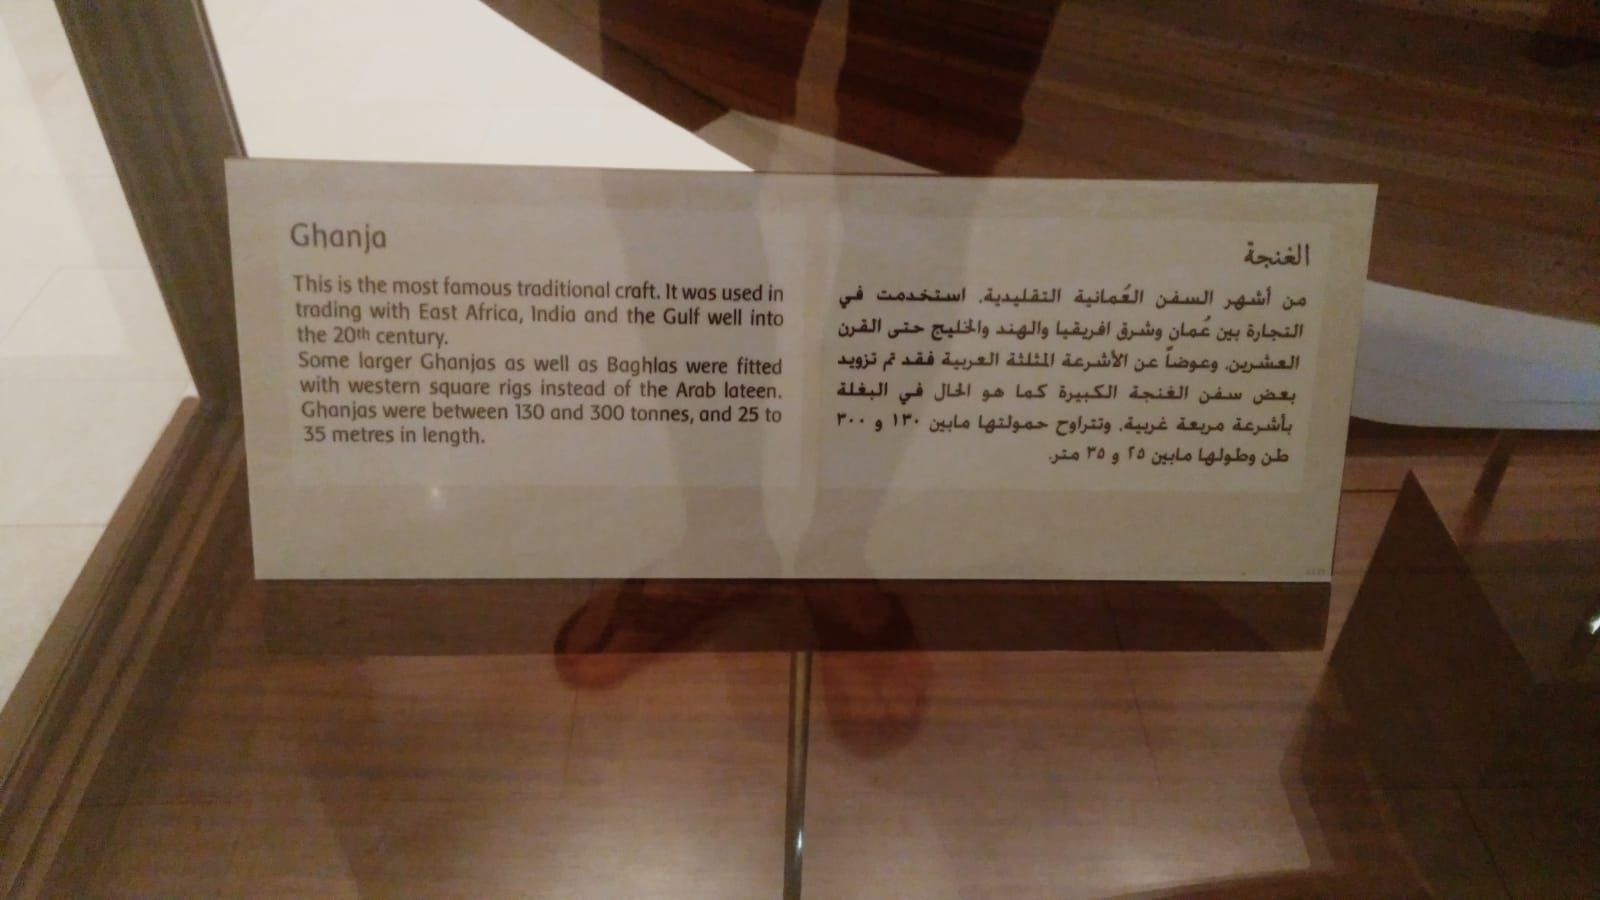 Ghanja
This is the most famous traditional craft. It was used in
trading with East Africa, India and the Gulf well into
the 20th century.
Some larger Ghanjas as well as Baghlas were fitted
with western square rigs instead of the Arab lateen.
Ghanjas were between 130 and 300 tonnes, and 25 to
35 metres in length.
الغنجة
من أشهر السفن العُمانية التقليدية. استخدمت في
التجارة بين عُمان وشرق افريقيا والهند والخليج حتى القرن
العشرين. وعوضاً عن الأشرعة المثلثة العربية فقد تم تزويد
بعض سفن الغنجة الكبيرة كما هو الحال في البغلة
بأشرعة مربعة غربية. وتتراوح حمولتها مابين ١٣٠ و ٣٠٠
طن وطولها مابين ٢٥ و ٣٥ متر.